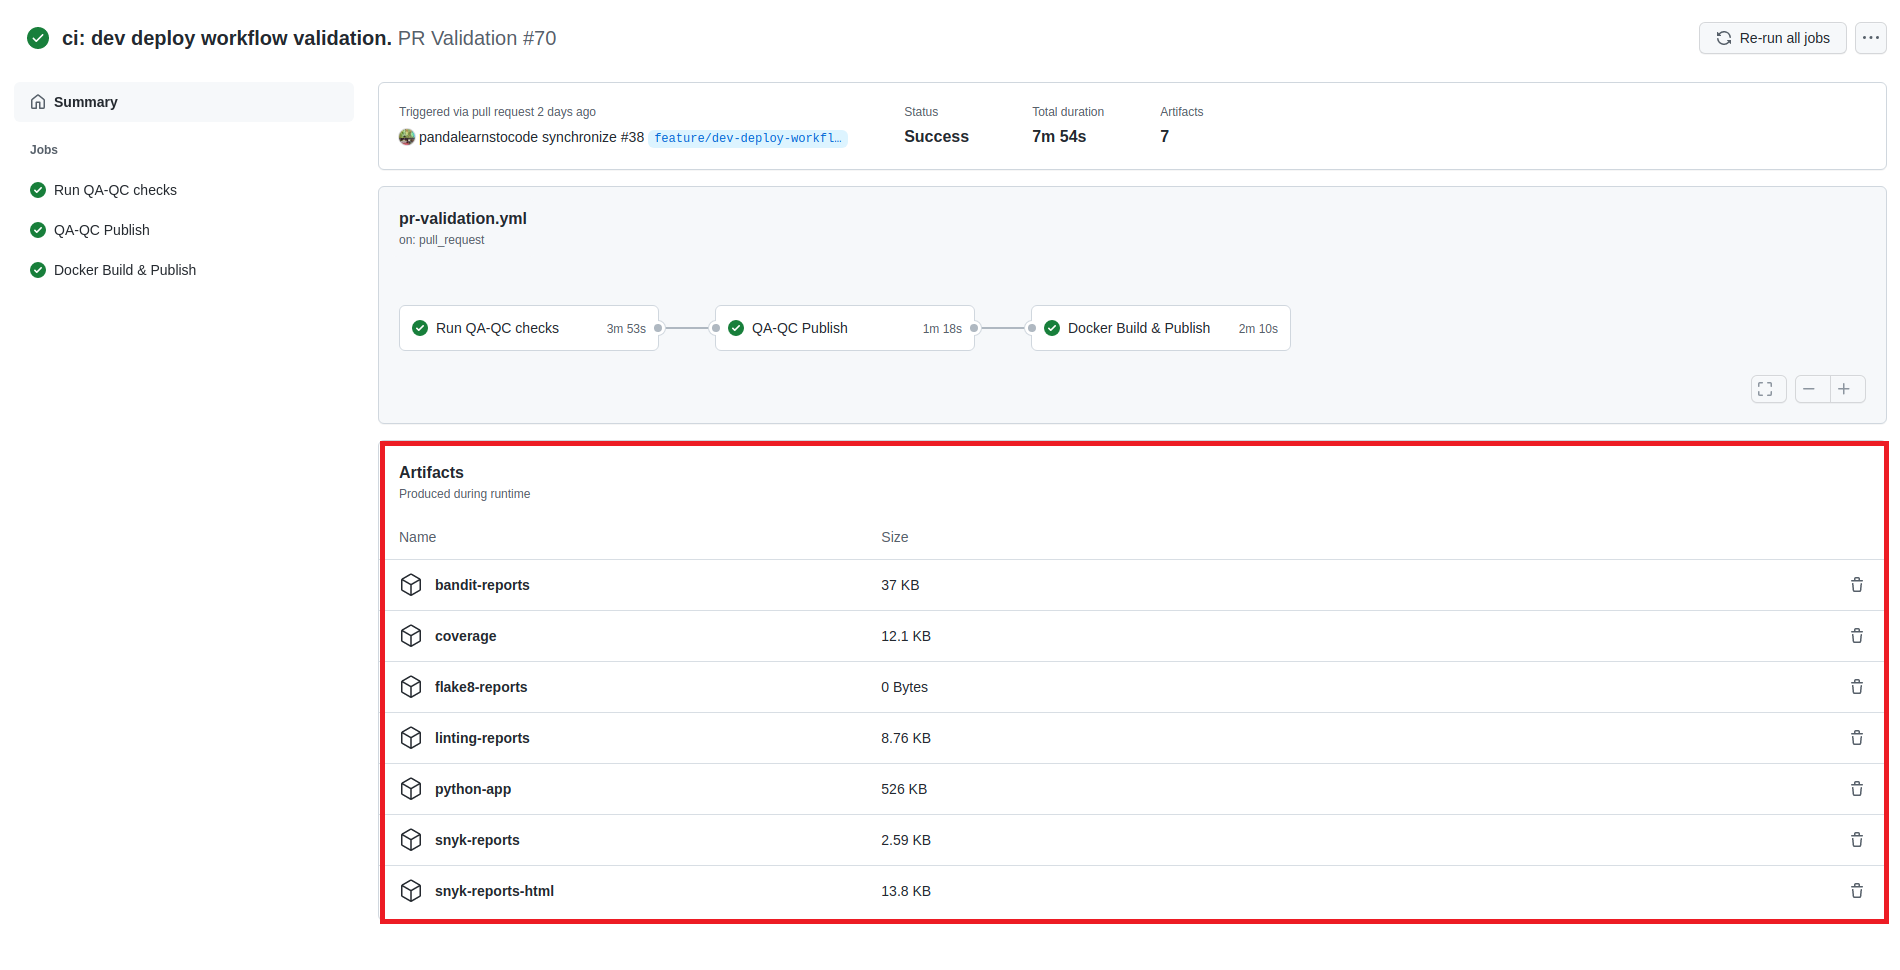 ci: dev deploy workflow validation. PR Validation #70
Re-run all jobs
Summary
Jobs
Run QA-QC checks
QA-QC Publish
Docker Build & Publish
Triggered via pull request 2 days ago
pandalearnstocode synchronize #38 feature/dev-deploy-workfl…
Status
Success
Total duration
7m 54s
Artifacts
7
pr-validation.yml
on: pull_request
Run QA-QC checks 3m 53s
QA-QC Publish 1m 18s
Docker Build & Publish 2m 10s
Artifacts
Produced during runtime
Name Size
bandit-reports 37 KB
coverage 12.1 KB
flake8-reports 0 Bytes
linting-reports 8.76 KB
python-app 526 KB
snyk-reports 2.59 KB
snyk-reports-html 13.8 KB